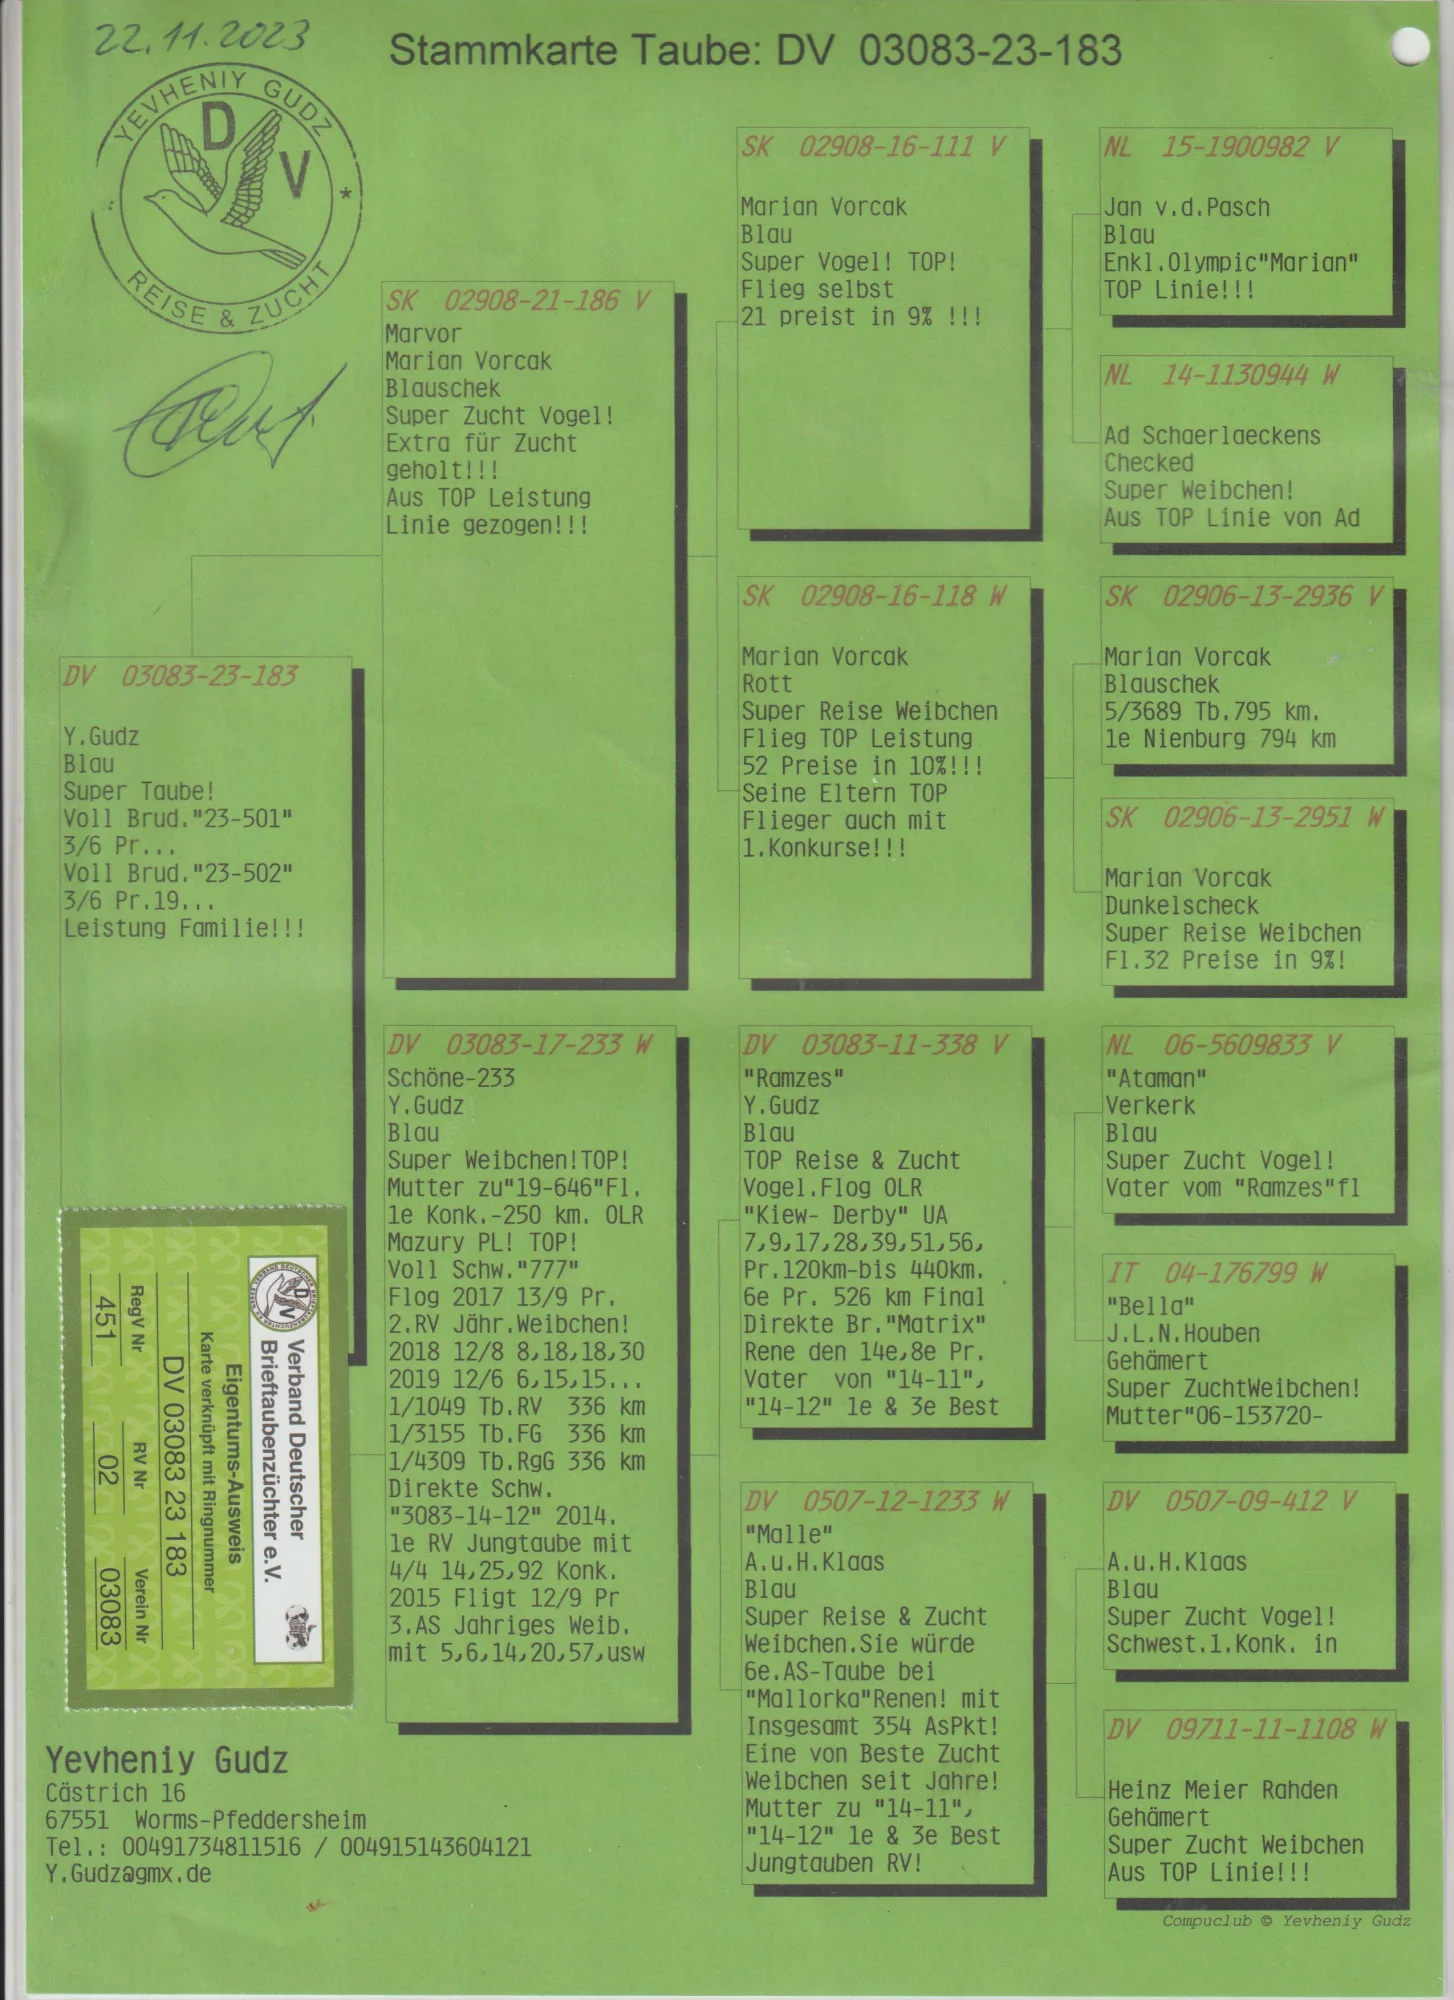 22.11.2023
Stammkarte Taube: DV 03083-23-183
YEVHENIY GUDZ
D V
*
REISE & ZUCHT
DV 03083-23-183
Y.Gudz
Blau
Super Taube!
Voll Brud."23-501"
3/6 Pr...
Voll Brud."23-502"
3/6 Pr.19...
Leistung Familie!!!
SK 02908-21-186 V
Marvor
Marian Vorcak
Blauschek
Super Zucht Vogel!
Extra für Zucht
geholt!!!
Aus TOP Leistung
Linie gezogen!!!
DV 03083-17-233 W
Schöne-233
Y.Gudz
Blau
Super Weibchen!TOP!
Mutter zu"19-646"Fl.
1e Konk.-250 km. OLR
Mazury PL! TOP!
Voll Schw."777"
Flog 2017 13/9 Pr.
2.RV Jähr.Weibchen!
2018 12/8 8,18,18,30
2019 12/6 6,15,15...
1/1049 Tb.RV 336 km
1/3155 Tb.FG 336 km
1/4309 Tb.RgG 336 km
Direkte Schw.
"3083-14-12" 2014.
1e RV Jungtaube mit
4/4 14,25,92 Konk.
2015 Fligt 12/9 Pr
3.AS Jahriges Weib.
mit 5,6,14,20,57,usw
SK 02908-16-111 V
Marian Vorcak
Blau
Super Vogel! TOP!
Flieg selbst
21 preist in 9% !!!
SK 02908-16-118 W
Marian Vorcak
Rott
Super Reise Weibchen
Flieg TOP Leistung
52 Preise in 10%!!!
Seine Eltern TOP
Flieger auch mit
1.Konkurse!!!
DV 03083-11-338 V
"Ramzes"
Y.Gudz
Blau
TOP Reise & Zucht
Vogel.Flog OLR
"Kiew- Derby" UA
7,9,17,28,39,51,56,
Pr.120km-bis 440km.
6e Pr. 526 km Final
Direkte Br."Matrix"
Rene den 14e,8e Pr.
Vater von "14-11",
"14-12" 1e & 3e Best
DV 0507-12-1233 W
"Malle"
A.u.H.Klaas
Blau
Super Reise & Zucht
Weibchen.Sie würde
6e.AS-Taube bei
"Mallorka"Renen! mit
Insgesamt 354 AsPkt!
Eine von Beste Zucht
Weibchen seit Jahre!
Mutter zu "14-11",
"14-12" 1e & 3e Best
Jungtauben RV!
NL 15-1900982 V
Jan v.d.Pasch
Blau
Enkl.Olympic"Marian"
TOP Linie!!!
NL 14-1130944 W
Ad Schaerlaeckens
Checked
Super Weibchen!
Aus TOP Linie von Ad
SK 02906-13-2936 V
Marian Vorcak
Blauschek
5/3689 Tb.795 km.
1e Nienburg 794 km
SK 02906-13-2951 W
Marian Vorcak
Dunkelscheck
Super Reise Weibchen
Fl.32 Preise in 9%!
NL 06-5609833 V
"Ataman"
Verkerk
Blau
Super Zucht Vogel!
Vater vom "Ramzes"fl
IT 04-176799 W
"Bella"
J.L.N.Houben
Gehämert
Super ZuchtWeibchen!
Mutter"06-153720-
DV 0507-09-412 V
A.u.H.Klaas
Blau
Super Zucht Vogel!
Schwest.1.Konk. in
DV 09711-11-1108 W
Heinz Meier Rahden
Gehämert
Super Zucht Weibchen
Aus TOP Linie!!!
Verband Deutscher
Brieftaubenzüchter e.V.
Eigentums-Ausweis
Karte verknüpft mit Ringnummer
DV 03083 23 183
RegV Nr RV Nr Verein Nr
451 02 03083
Yevheniy Gudz
Cästrich 16
67551 Worms-Pfeddersheim
Tel.: 00491734811516 / 004915143604121
Y.Gudz@gmx.de
Compuclub © Yevheniy Gudz